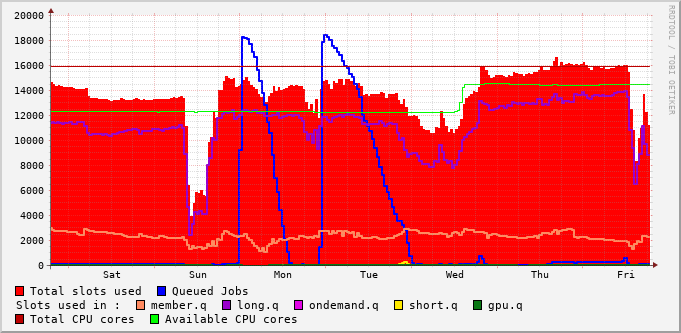 20000
18000
16000
14000
12000
10000
8000
6000
4000
2000
0
Sat Sun Mon Tue Wed Thu Fri
RRDTOOL / TOBI OETIKER
Total slots used Queued Jobs
Slots used in : member.q long.q ondemand.q short.q gpu.q
Total CPU cores Available CPU cores